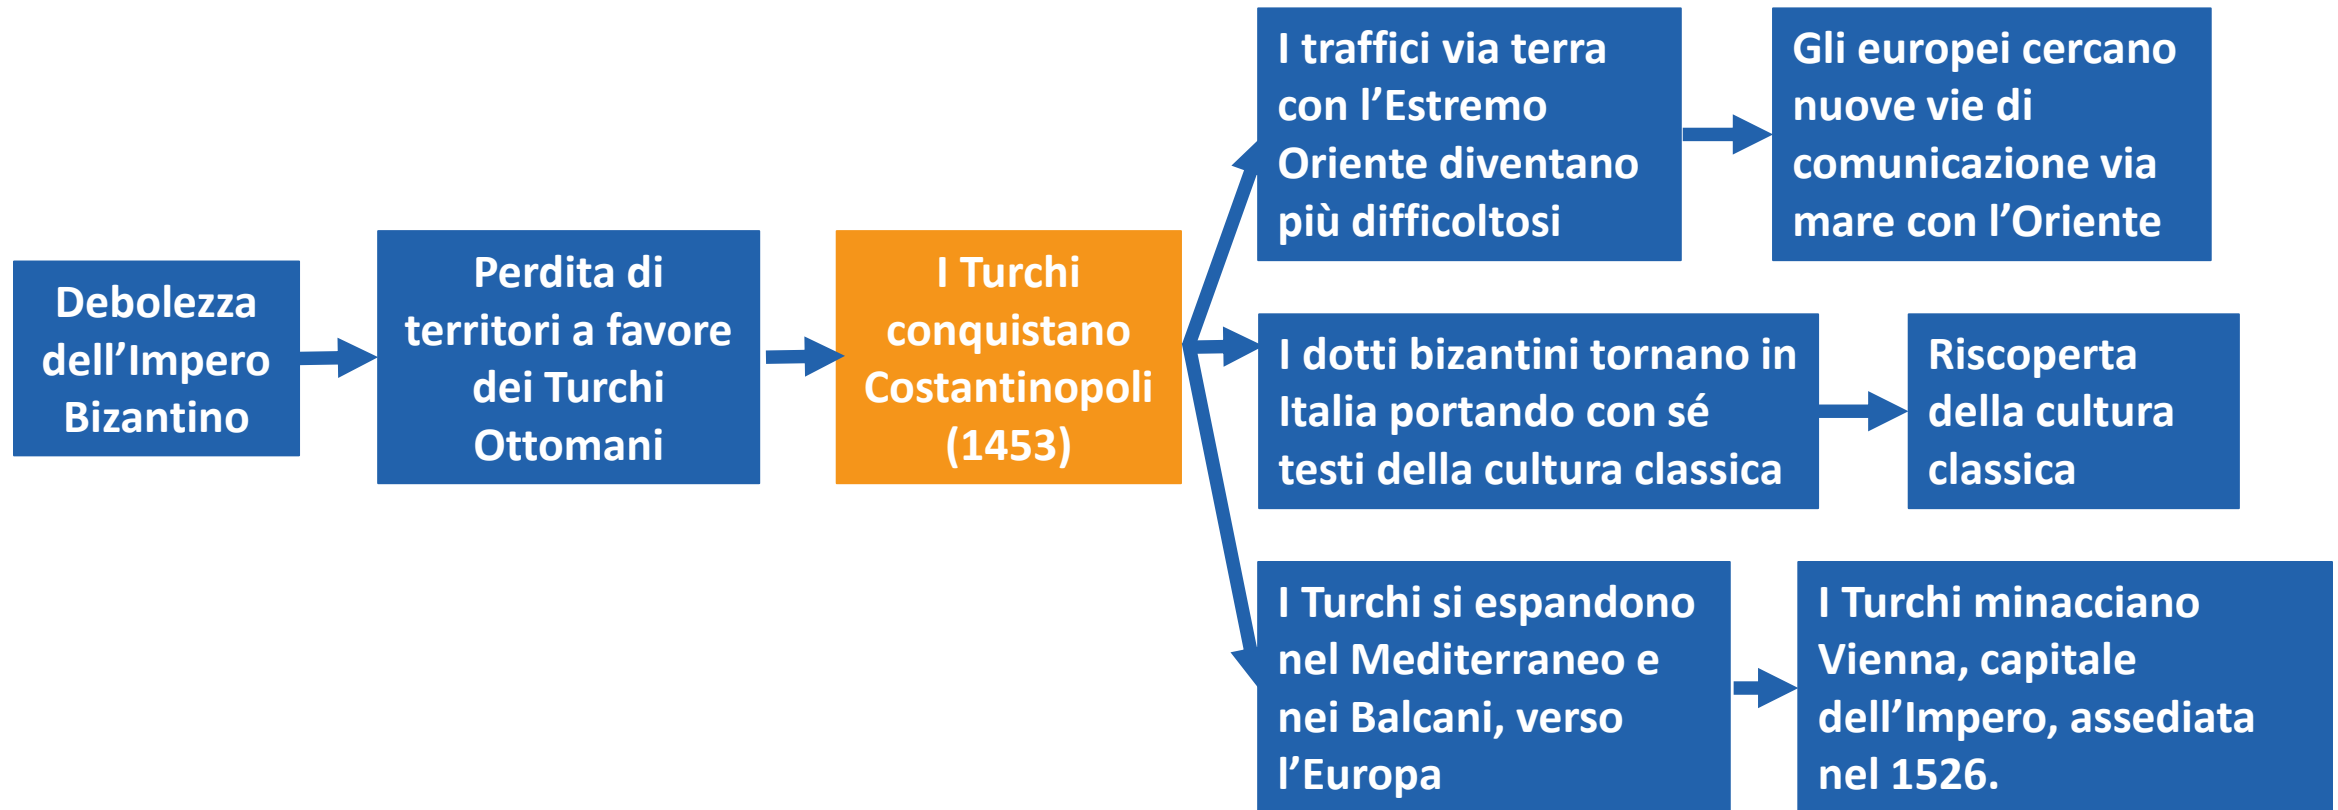 Debolezza
dell’Impero
Bizantino
Perdita di
territori a favore
dei Turchi
Ottomani
I Turchi
conquistano
Costantinopoli
(1453)
I traffici via terra
con l’Estremo
Oriente diventano
più difficoltosi
Gli europei cercano
nuove vie di
comunicazione via
mare con l’Oriente
I dotti bizantini tornano in
Italia portando con sé
testi della cultura classica
Riscoperta
della cultura
classica
I Turchi si espandono
nel Mediterraneo e
nei Balcani, verso
l’Europa
I Turchi minacciano
Vienna, capitale
dell’Impero, assediata
nel 1526.